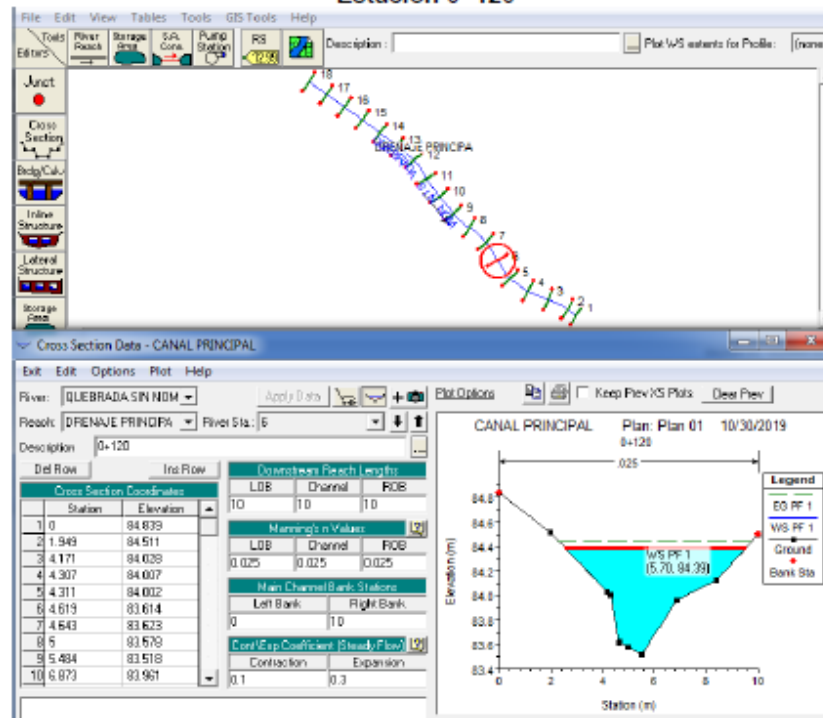 Estación 0+120
File Edit View Tables Tools GIS Tools Help
Tools
Editors
River Reach
Storage Area
S.A. Conn.
Pump Station
RS
Description :
...
Plot WS extents for Profile:
(none
Junct
Cross Section
Brdg/Culv
Inline Structure
Lateral Structure
Storage Area
18
17
16
15
14
13
DRENAJE PRINCIPA
12
11
10
9
8
7
6
5
4
3
2
1
Cross Section Data - CANAL PRINCIPAL
Exit Edit Options Plot Help
River: QUEBRADA SIN NOM
Apply Data
Plot Options
Keep Prev XS Plots
Clear Prev
Reach: DRENAJE PRINCIPA
River Sta.: 6
Description 0+120
...
Del Row
Ins Row
Cross Section Coordinates
Station Elevation
1 0 84.839
2 1.949 84.511
3 4.171 84.028
4 4.307 84.007
5 4.311 84.002
6 4.619 83.614
7 4.643 83.623
8 5 83.578
9 5.484 83.518
10 6.873 83.961
Downstream Reach Lengths
LOB Channel ROB
10 10 10
Manning's n Values
LOB Channel ROB
0.025 0.025 0.025
Main Channel Bank Stations
Left Bank Right Bank
0 10
Cont\Exp Coefficient (Steady Flow)
Contraction Expansion
0.1 0.3
CANAL PRINCIPAL Plan: Plan 01 10/30/2019
0+120
.025
84.8
84.6
84.4
84.2
84.0
83.8
83.6
83.4
Elevation (m)
WS PF 1
(5.70, 84.39)
0 2 4 6 8 10
Station (m)
Legend
EG PF 1
WS PF 1
Ground
Bank Sta